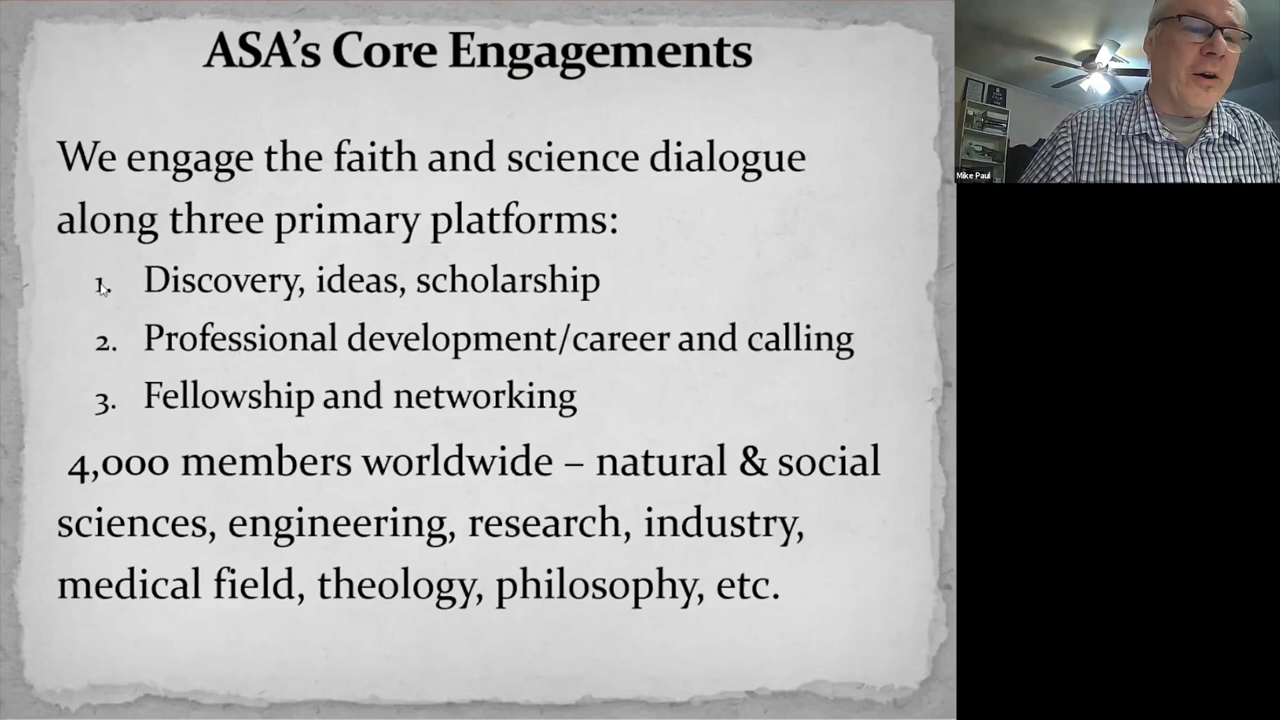 ASA's Core Engagements
We engage the faith and science dialogue
along three primary platforms:
1. Discovery, ideas, scholarship
2. Professional development/career and calling
3. Fellowship and networking
4,000 members worldwide – natural & social
sciences, engineering, research, industry,
medical field, theology, philosophy, etc.
Mike Paul